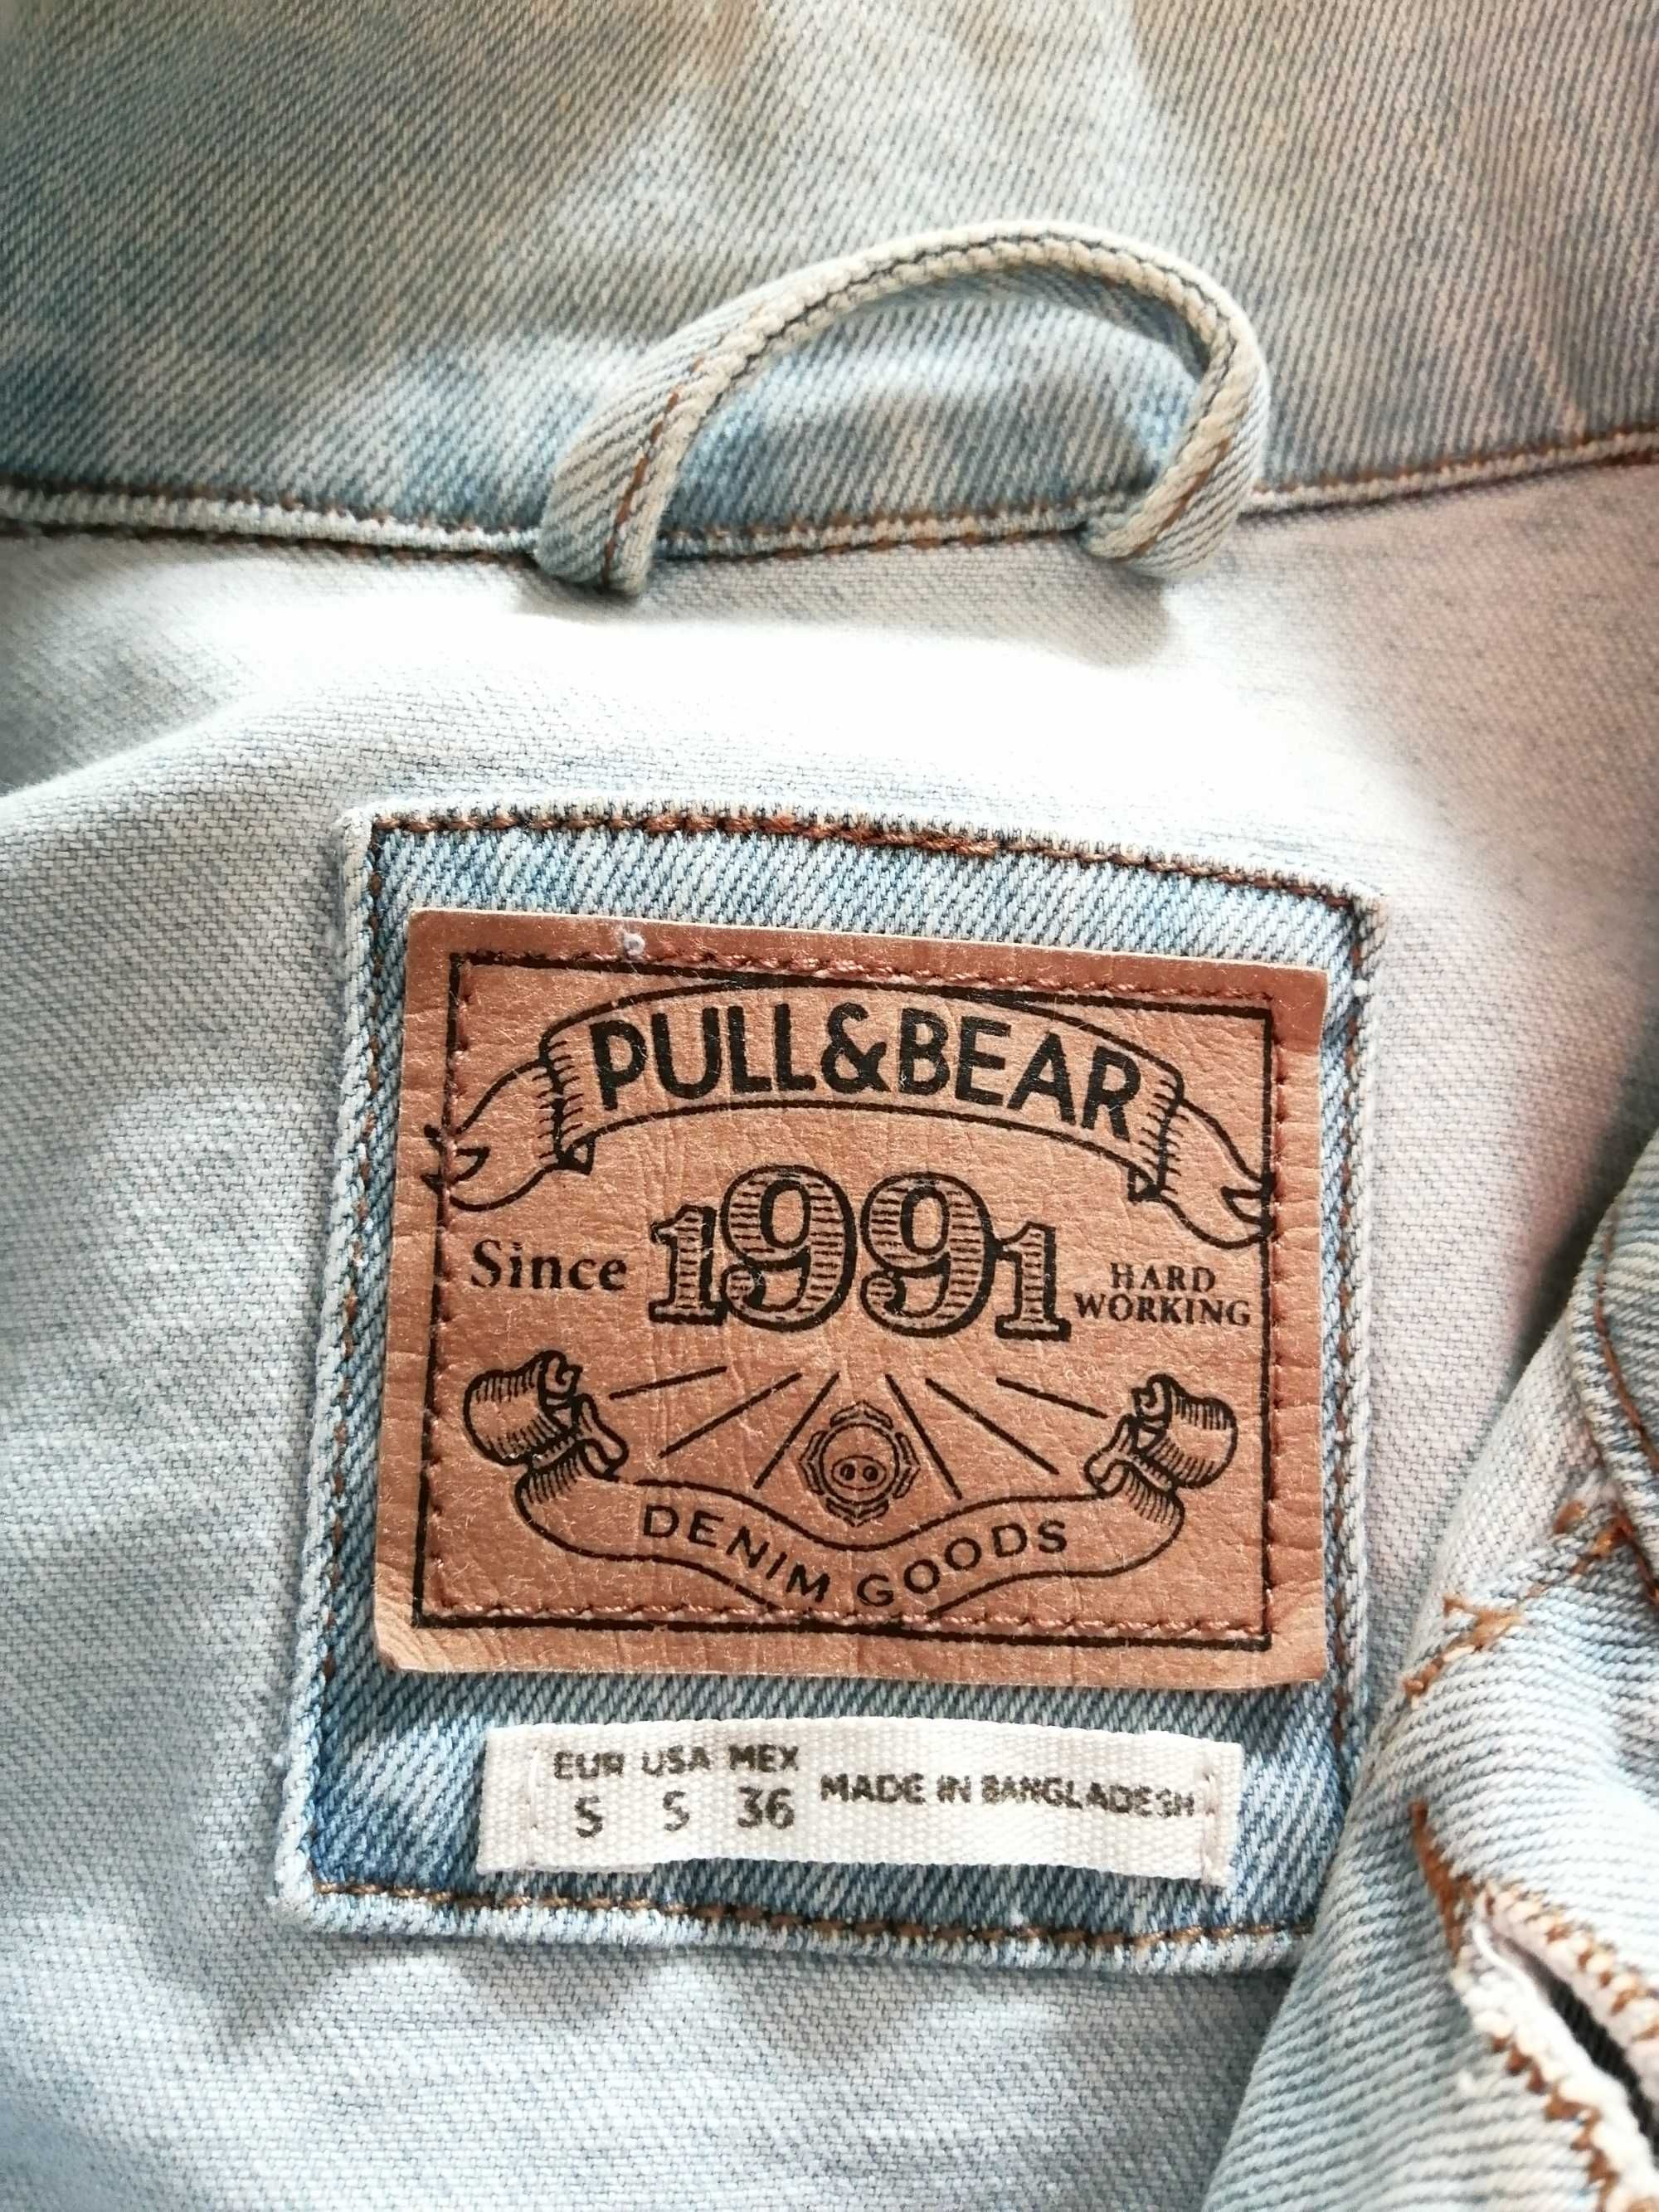 PULL&BEAR
Since 1991 HARD WORKING
DENIM GOODS
EUR USA MEX
S S 36
MADE IN BANGLADESH